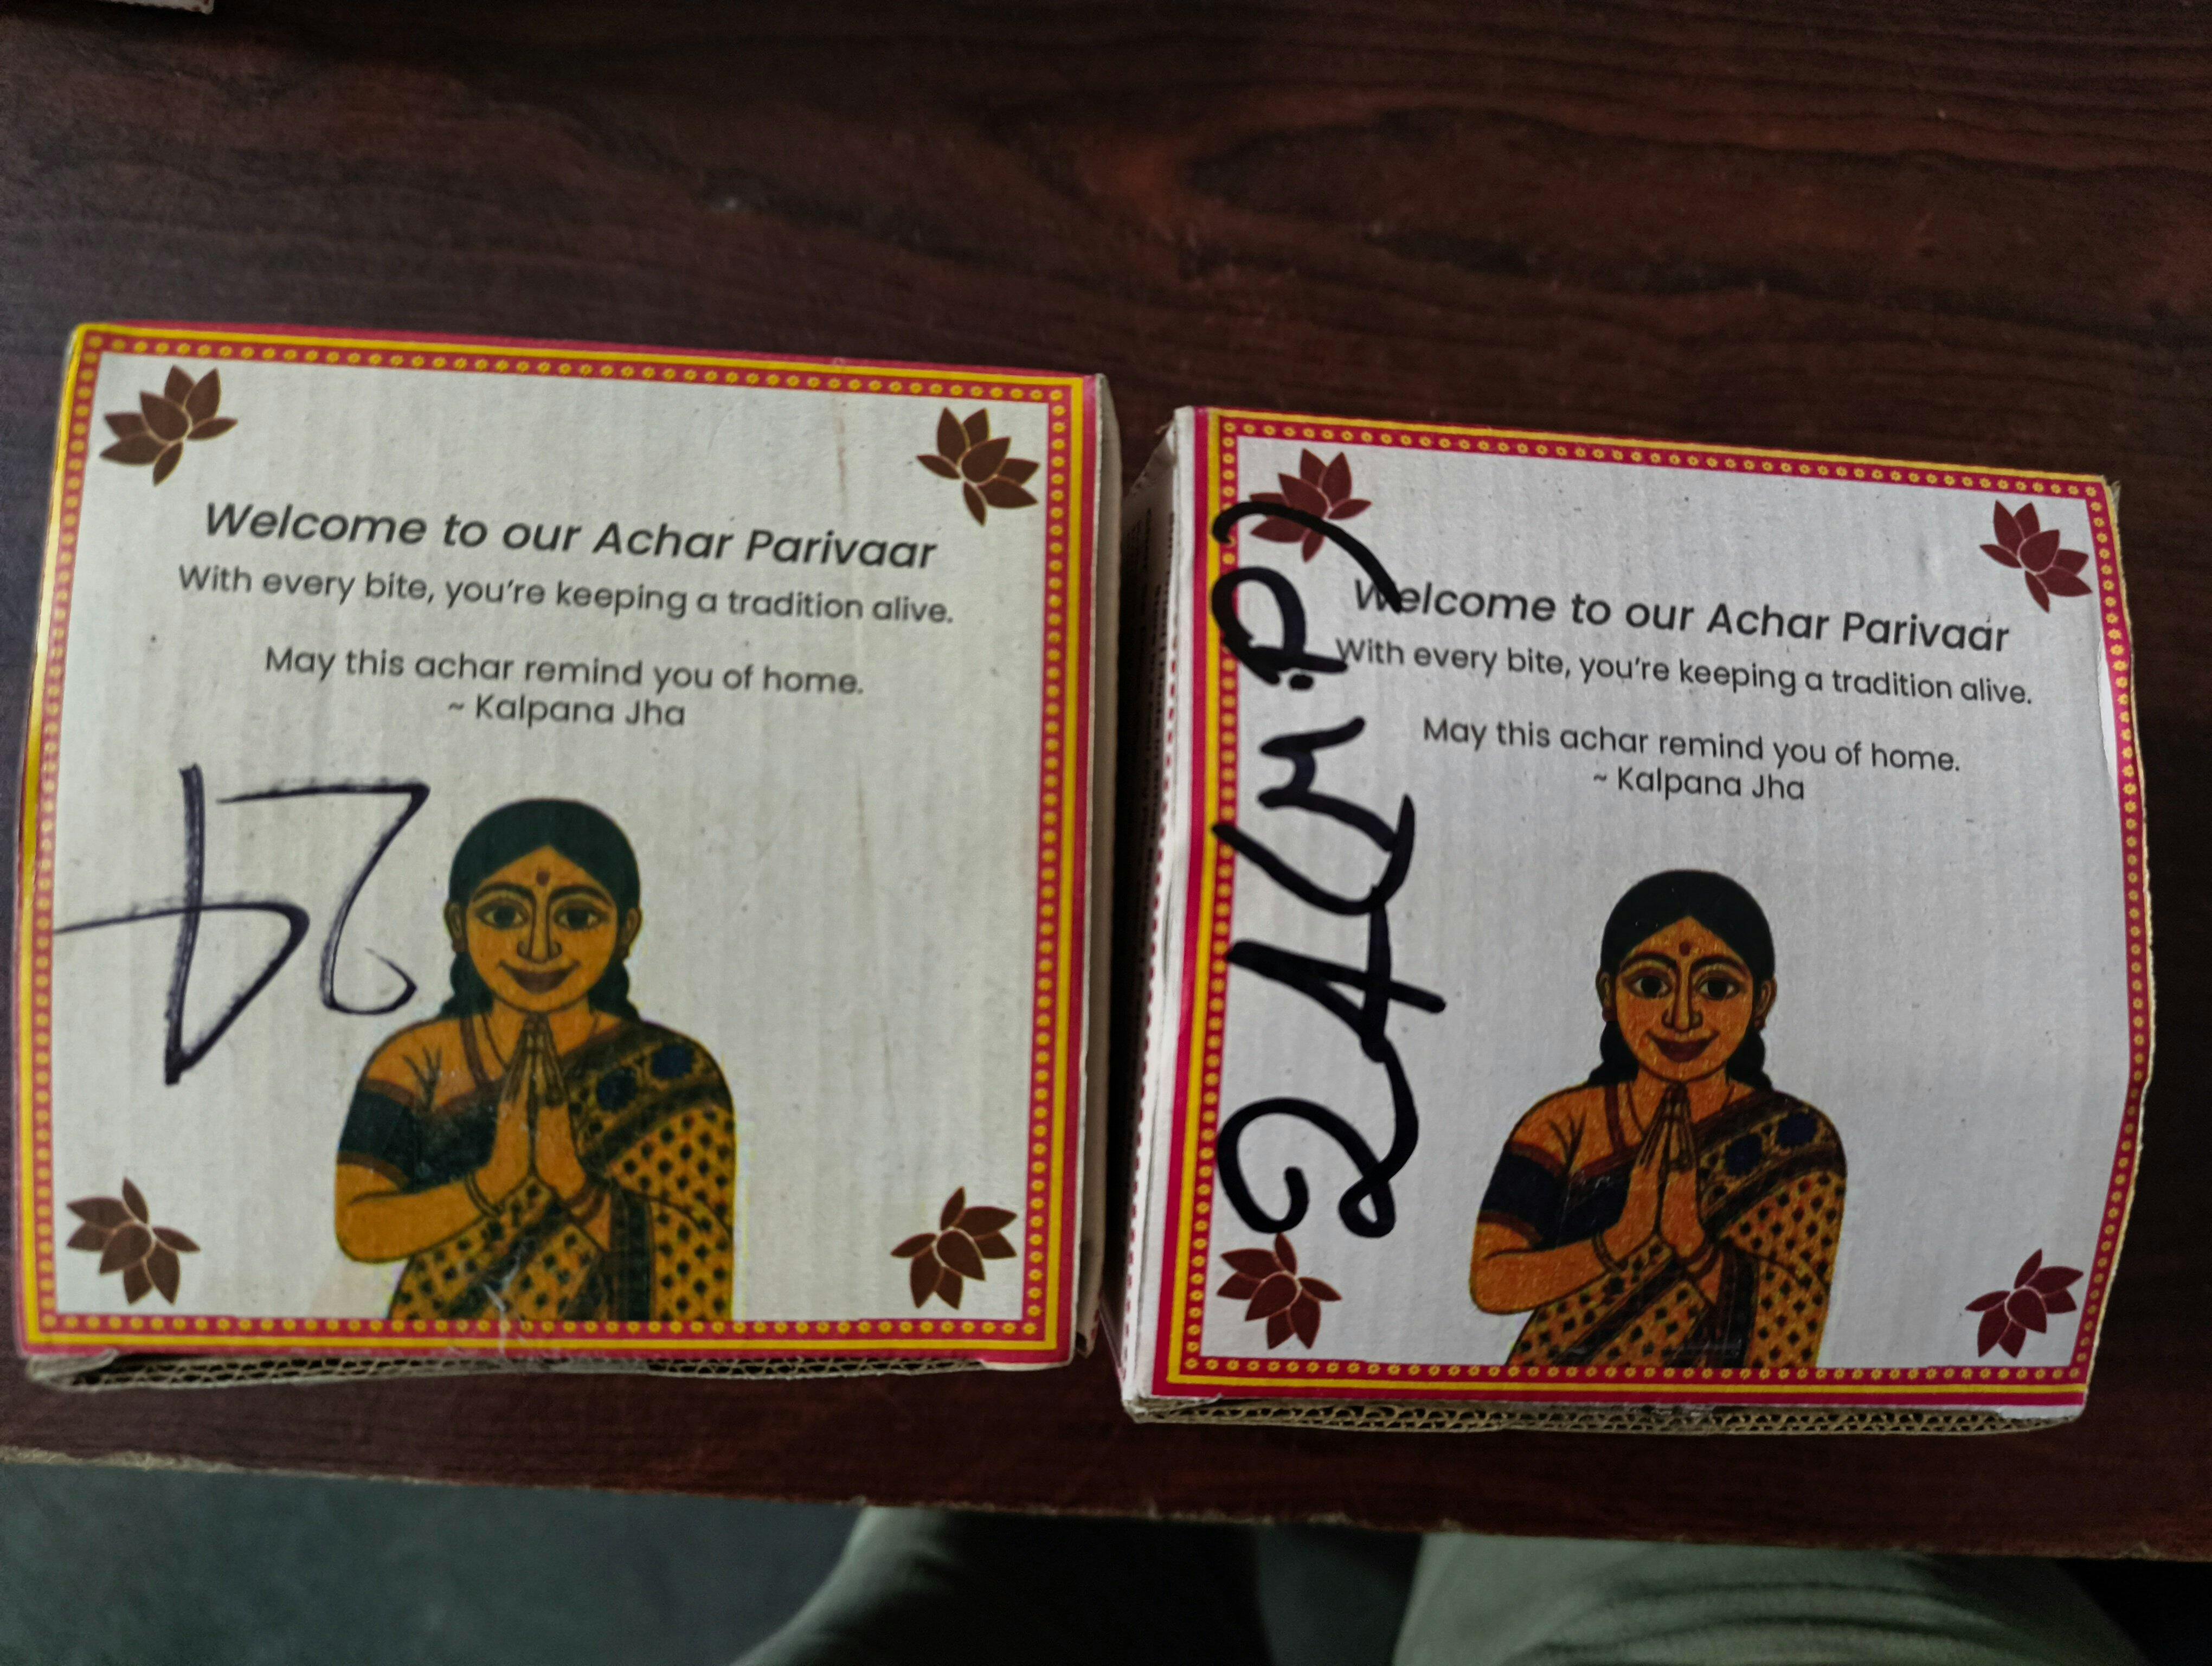 Welcome to our Achar Parivaar
With every bite, you're keeping a tradition alive.
May this achar remind you of home.
~ Kalpana Jha
Welcome to our Achar Parivaar
With every bite, you're keeping a tradition alive.
May this achar remind you of home.
~ Kalpana Jha